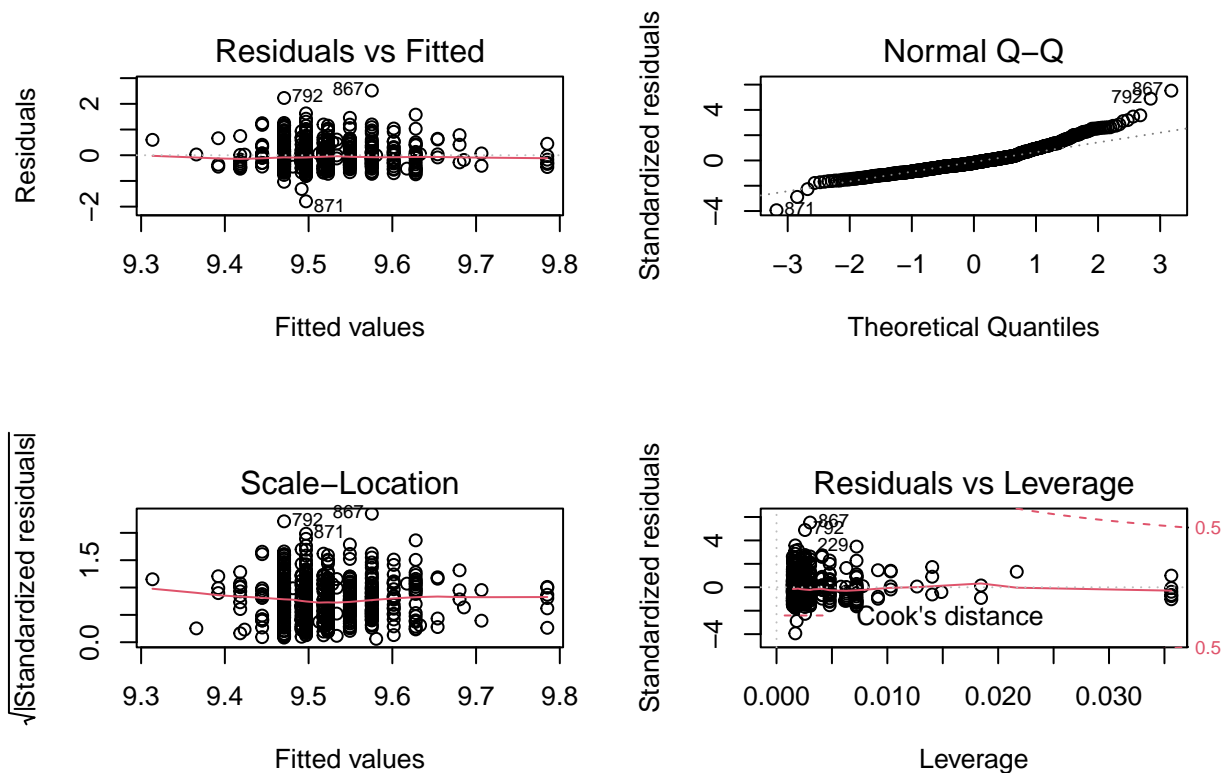 Residuals vs Fitted
Residuals
−2
0
2
792
867
871
9.3 9.4 9.5 9.6 9.7 9.8
Fitted values
Normal Q−Q
Standardized residuals
−4
0
4
867
792
871
−3 −2 −1 0 1 2 3
Theoretical Quantiles
Scale−Location
√|Standardized residuals|
0.0
1.5
792
867
871
9.3 9.4 9.5 9.6 9.7 9.8
Fitted values
Residuals vs Leverage
Standardized residuals
−4
0
4
867
792
229
0.5
0.5
Cook's distance
0.000 0.010 0.020 0.030
Leverage